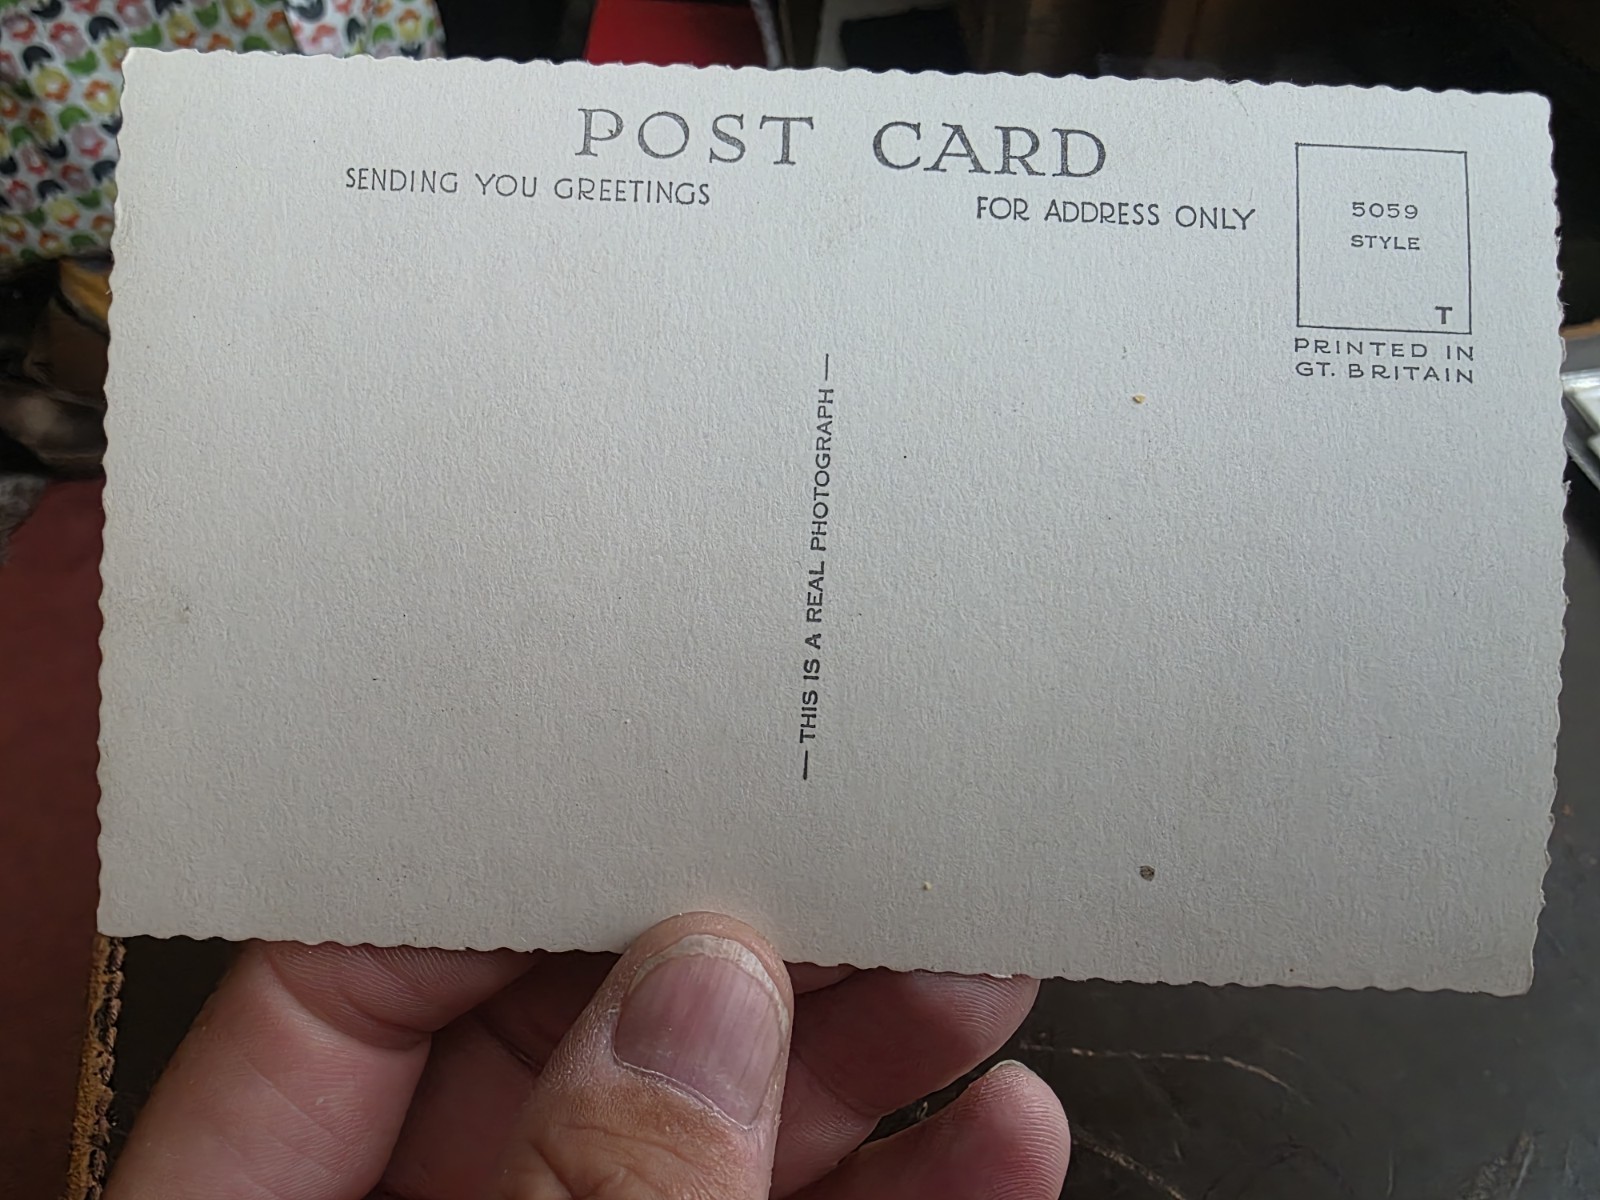 POST CARD
SENDING YOU GREETINGS
FOR ADDRESS ONLY
5059
STYLE
T
PRINTED IN
GT. BRITAIN
— THIS IS A REAL PHOTOGRAPH —